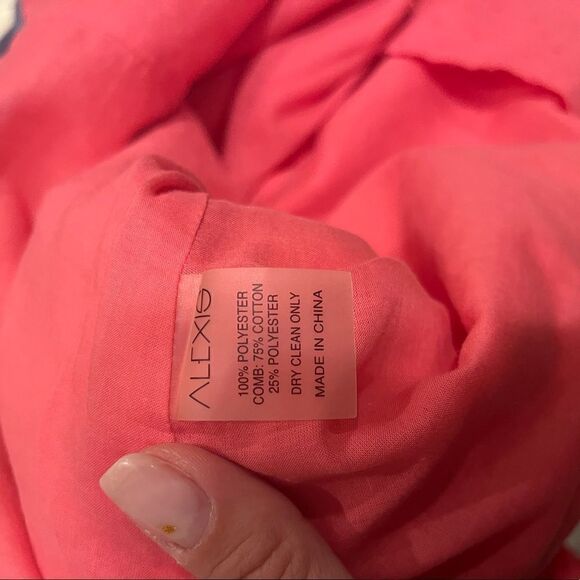 ALEXIS
100% POLYESTER
COMB: 75% COTTON
25% POLYESTER
DRY CLEAN ONLY
MADE IN CHINA